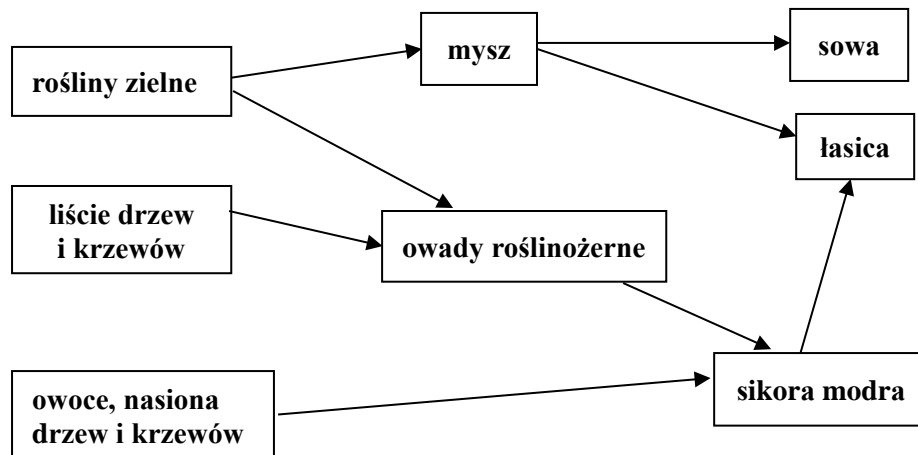 mysz
sowa
rośliny zielne
łasica
liście drzew
i krzewów
owady roślinożerne
sikora modra
owoce, nasiona
drzew i krzewów